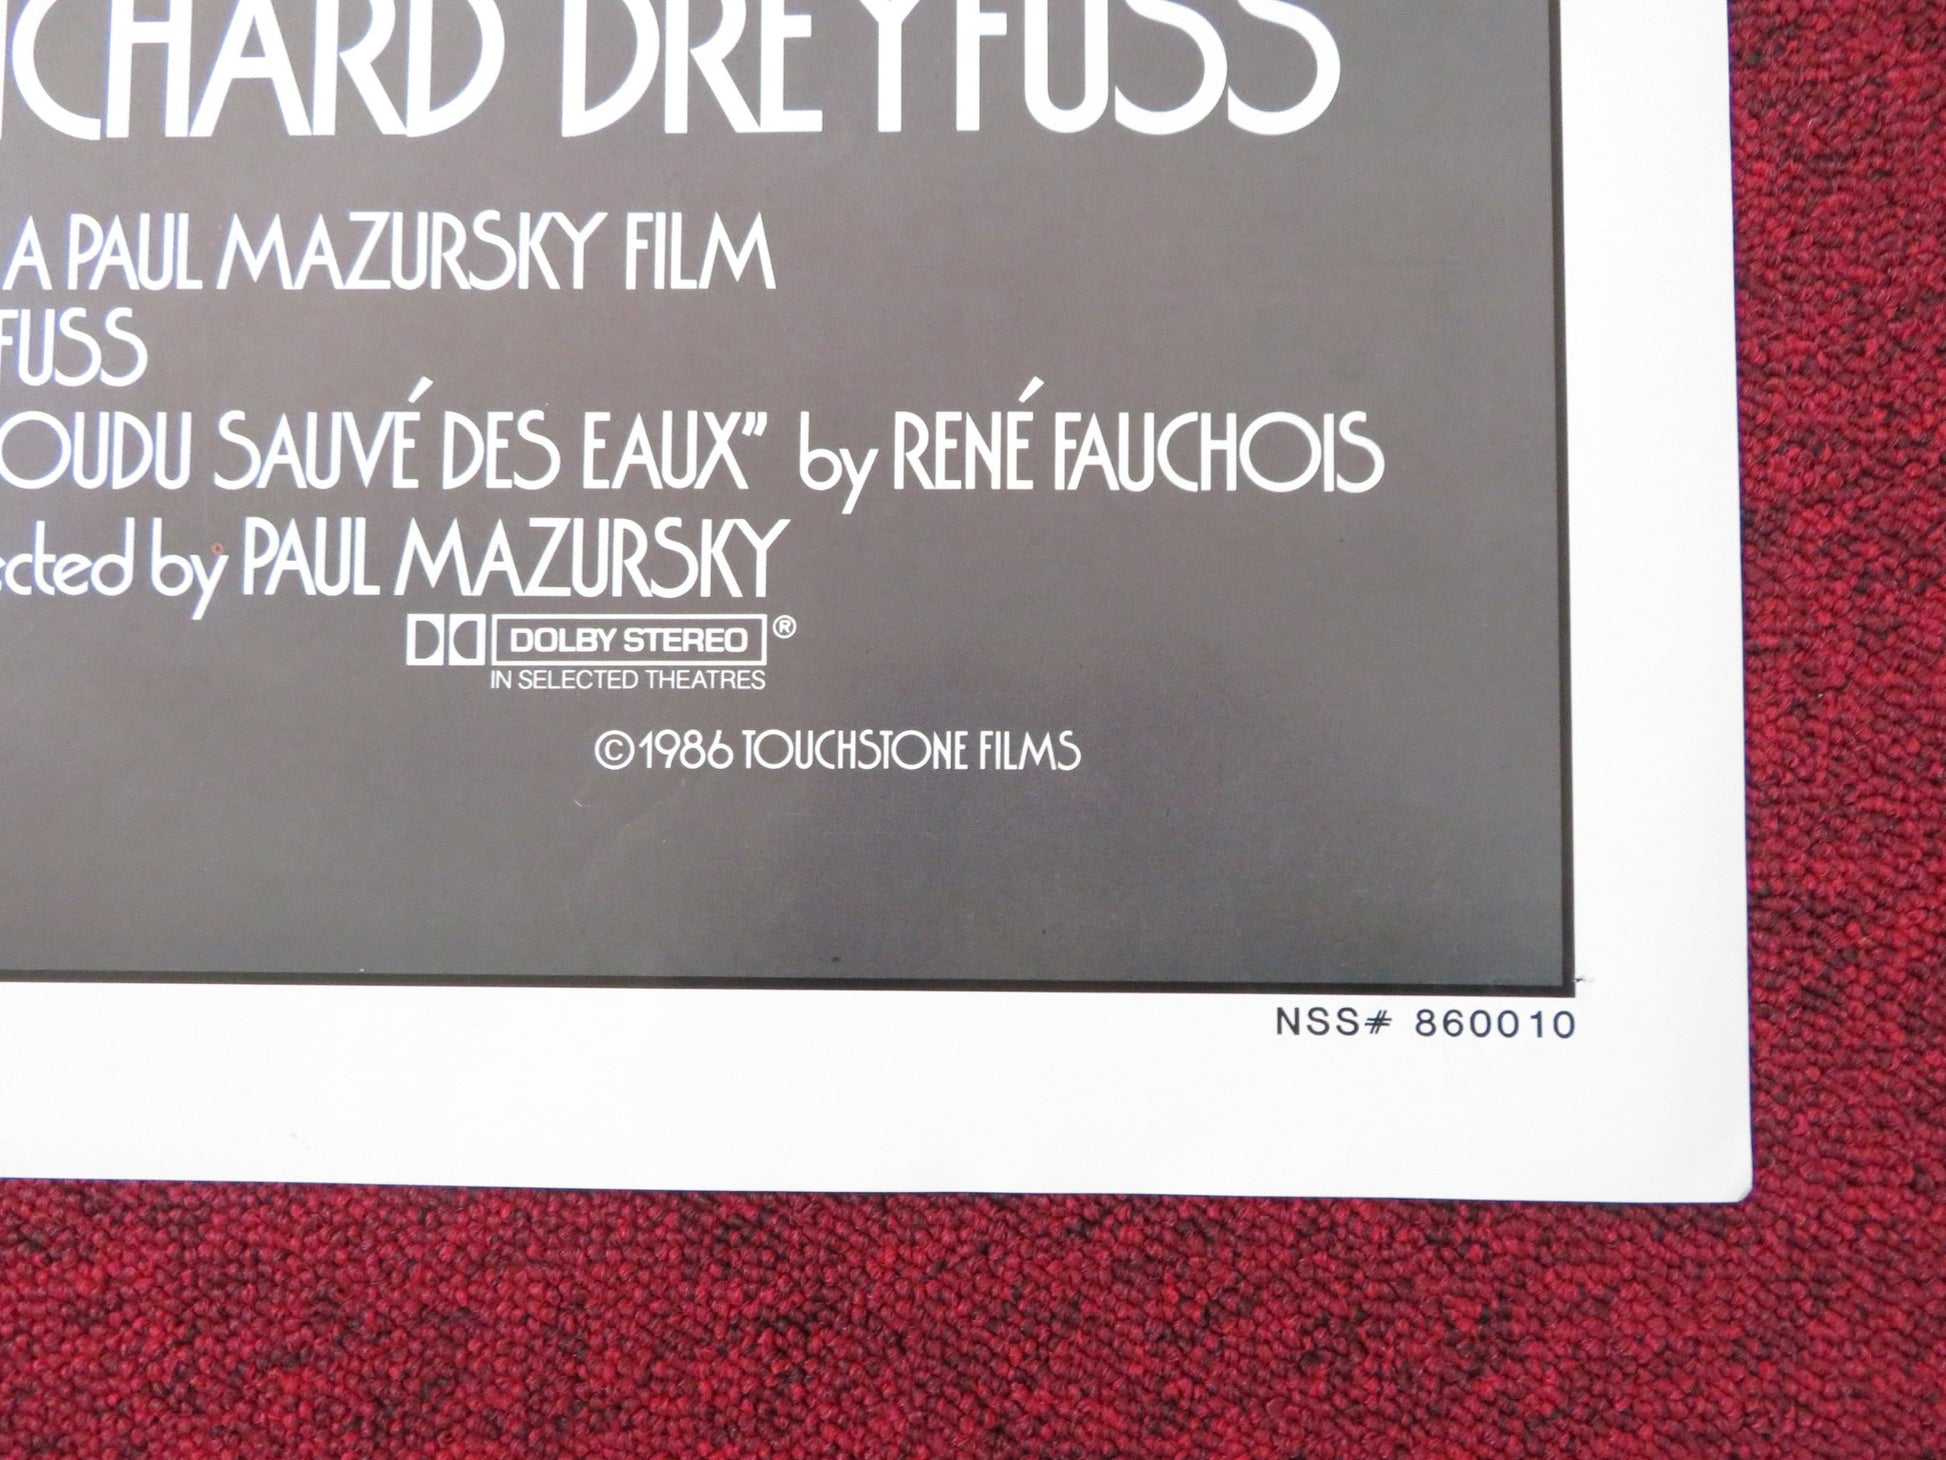 ICHARD DREYFUSS
A PAUL MAZURSKY FILM
FUSS
OUDU SAUVÉ DES EAUX" by RENÉ FAUCHOIS
ected by PAUL MAZURSKY
DOLBY STEREO ®
IN SELECTED THEATRES
©1986 TOUCHSTONE FILMS
NSS# 860010